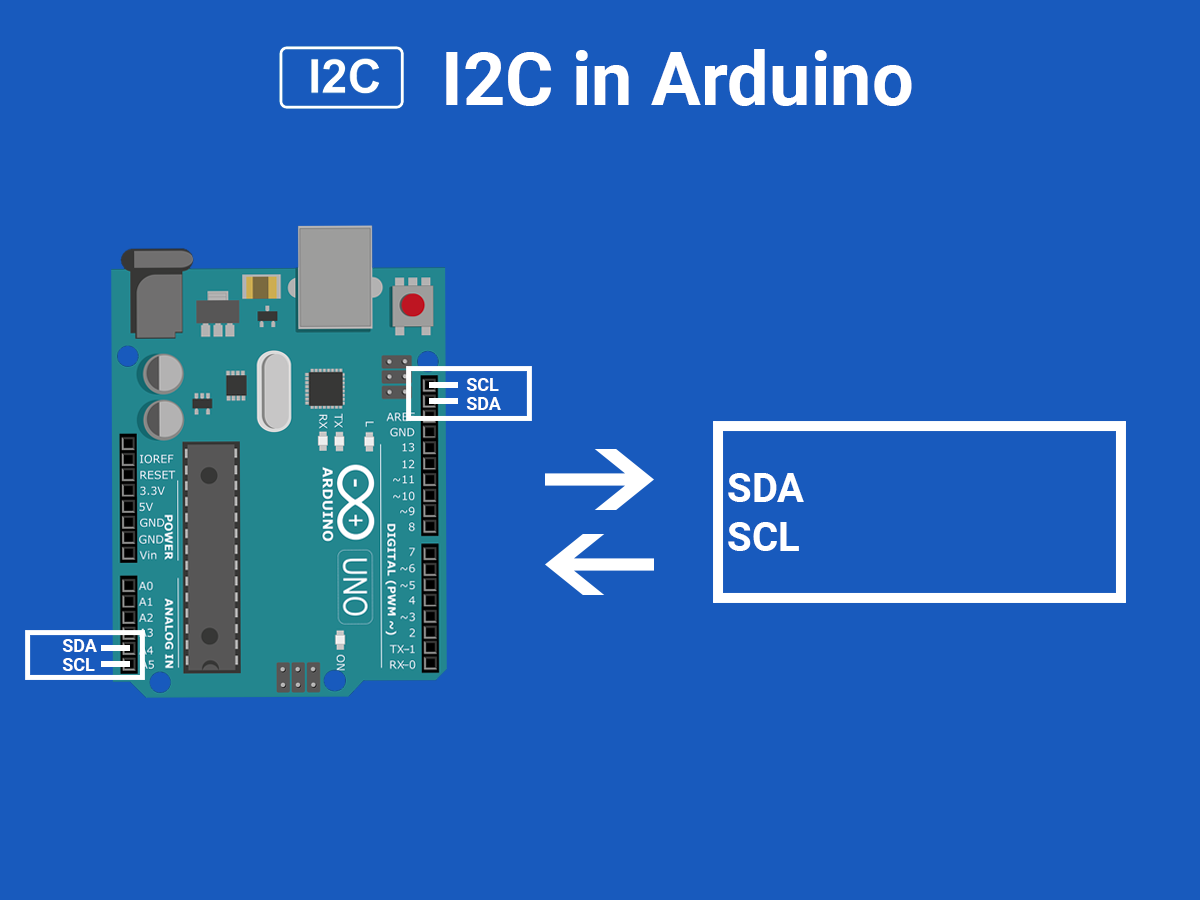 I2C
I2C in Arduino
SCL
SDA
AREF
GND
13
12
~11
~10
~9
8
7
~6
~5
4
~3
2
TX-1
RX-0
DIGITAL (PWM ~)
RX
TX
L
ARDUINO
UNO
ON
IOREF
RESET
3.3V
5V
GND
GND
Vin
POWER
A0
A1
A2
A3
A4
A5
ANALOG IN
SDA
SCL
SDA
SCL